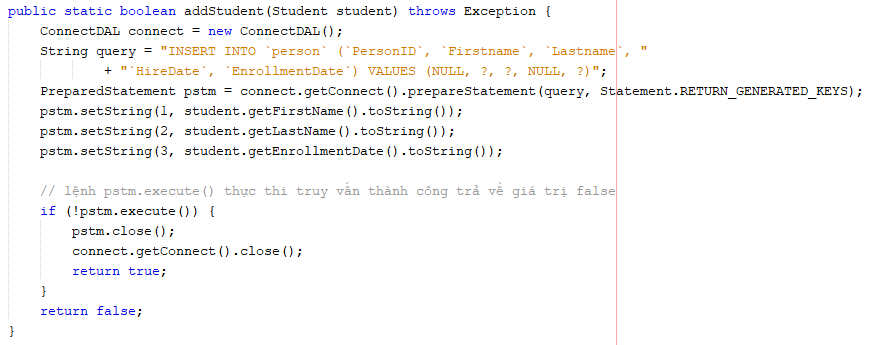 public static boolean addStudent(Student student) throws Exception {
    ConnectDAL connect = new ConnectDAL();
    String query = "INSERT INTO `person` (`PersonID`, `Firstname`, `Lastname`, "
            + "`HireDate`, `EnrollmentDate`) VALUES (NULL, ?, ?, NULL, ?)";
    PreparedStatement pstm = connect.getConnect().prepareStatement(query, Statement.RETURN_GENERATED_KEYS);
    pstm.setString(1, student.getFirstName().toString());
    pstm.setString(2, student.getLastName().toString());
    pstm.setString(3, student.getEnrollmentDate().toString());
    // lệnh pstm.execute() thực thi truy vấn thành công trả về giá trị false
    if (!pstm.execute()) {
        pstm.close();
        connect.getConnect().close();
        return true;
    }
    return false;
}